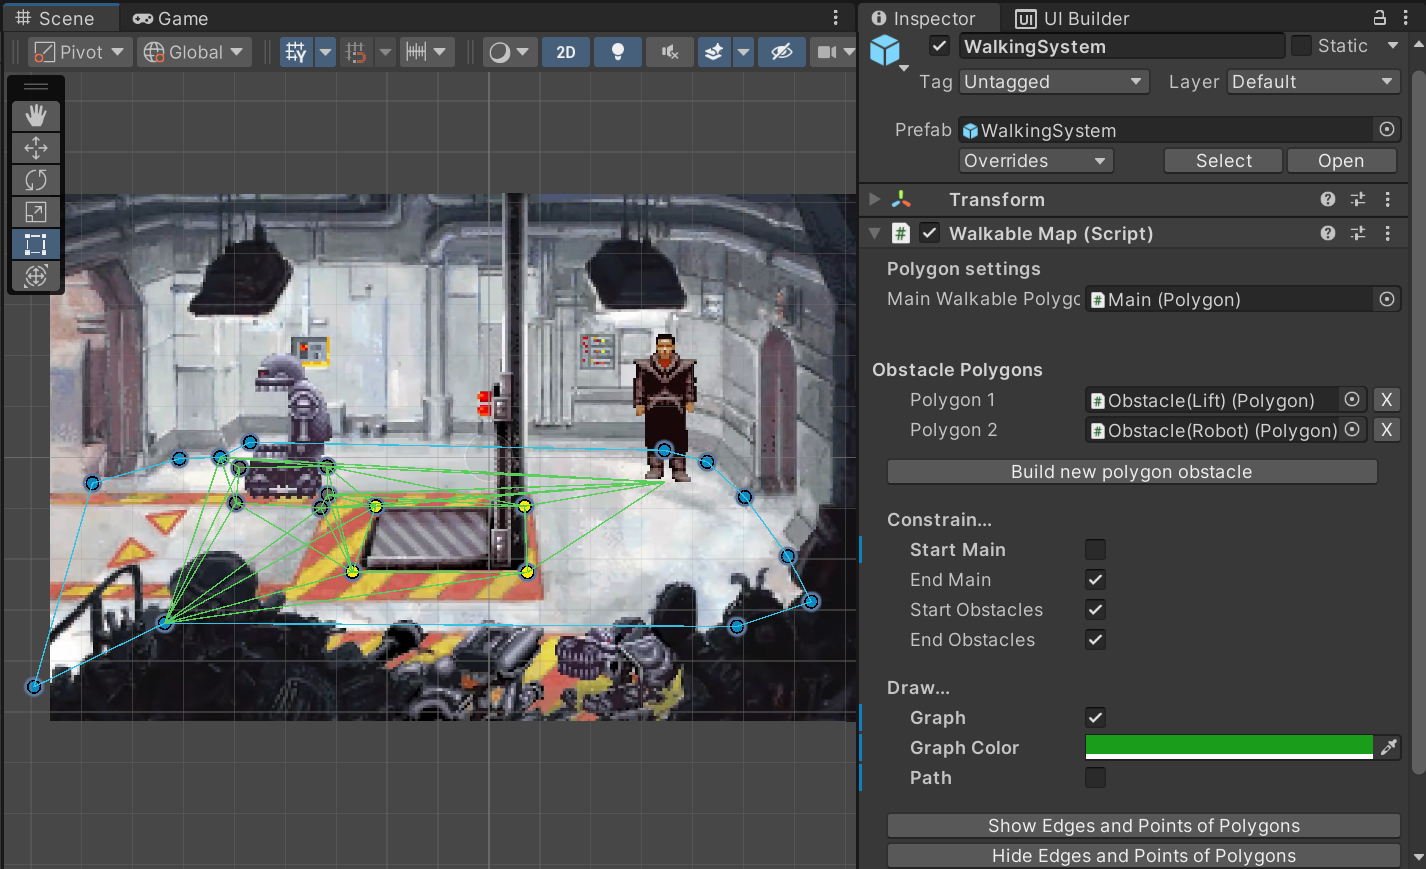 Scene Game
Inspector UI Builder
Pivot Global 2D
WalkingSystem Static
Tag Untagged Layer Default
Prefab WalkingSystem
Overrides Select Open
Transform
# Walkable Map (Script)
Polygon settings
Main Walkable Polygo Main (Polygon)
Obstacle Polygons
Polygon 1 Obstacle(Lift) (Polygon) X
Polygon 2 Obstacle(Robot) (Polygon) X
Build new polygon obstacle
Constrain...
Start Main
End Main
Start Obstacles
End Obstacles
Draw...
Graph
Graph Color
Path
Show Edges and Points of Polygons
Hide Edges and Points of Polygons